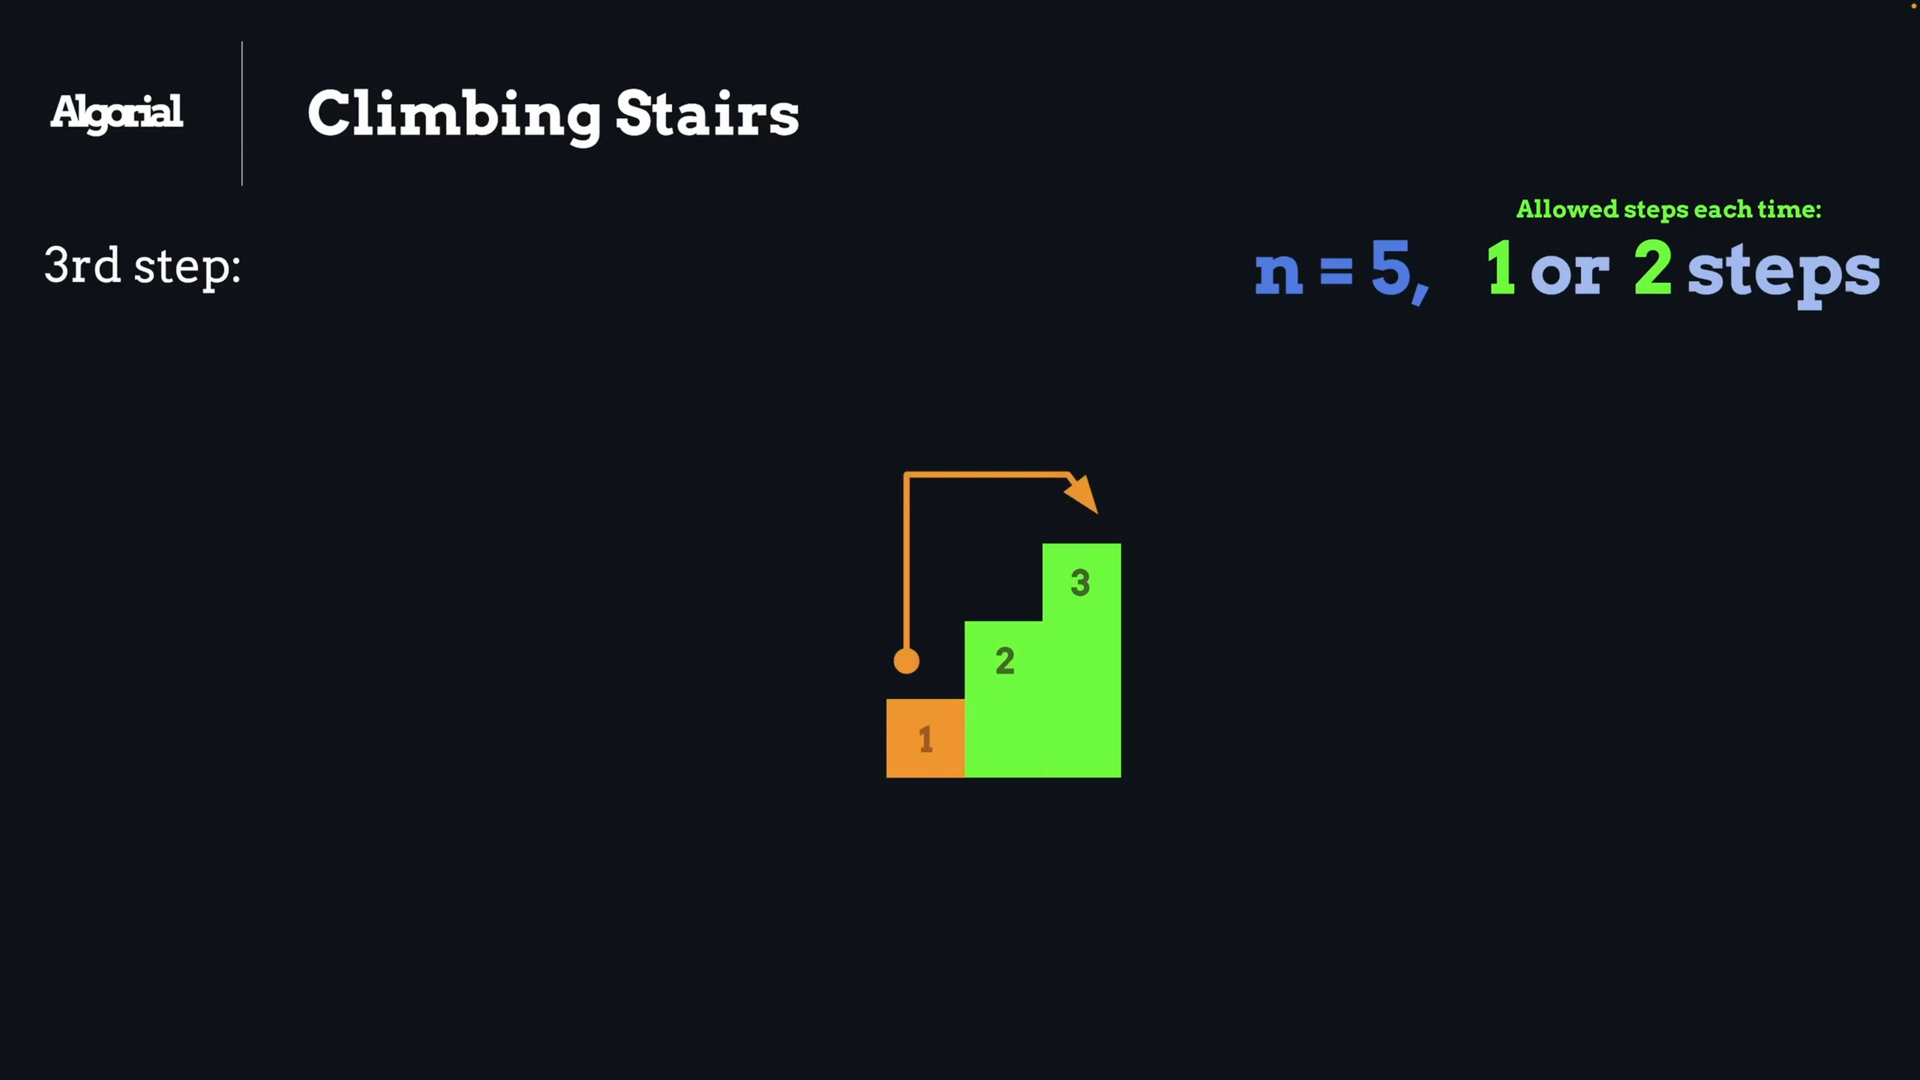 Algorial
Climbing Stairs
Allowed steps each time:
3rd step:
n = 5, 1 or 2 steps
3
2
1